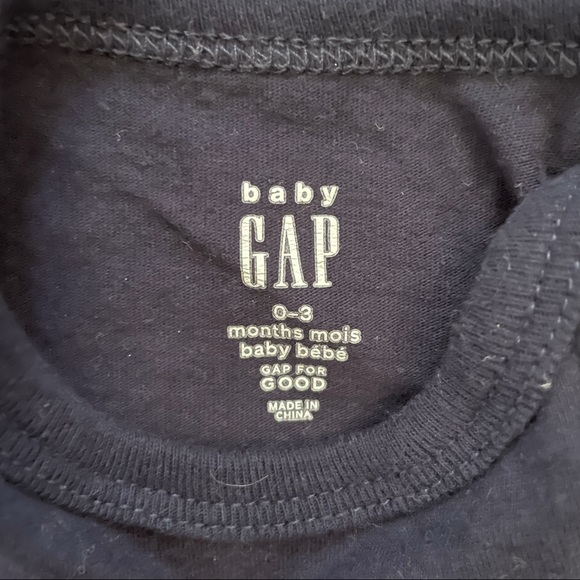 baby
GAP
0-3
months mois
baby bébé
GAP FOR
GOOD
MADE IN
CHINA